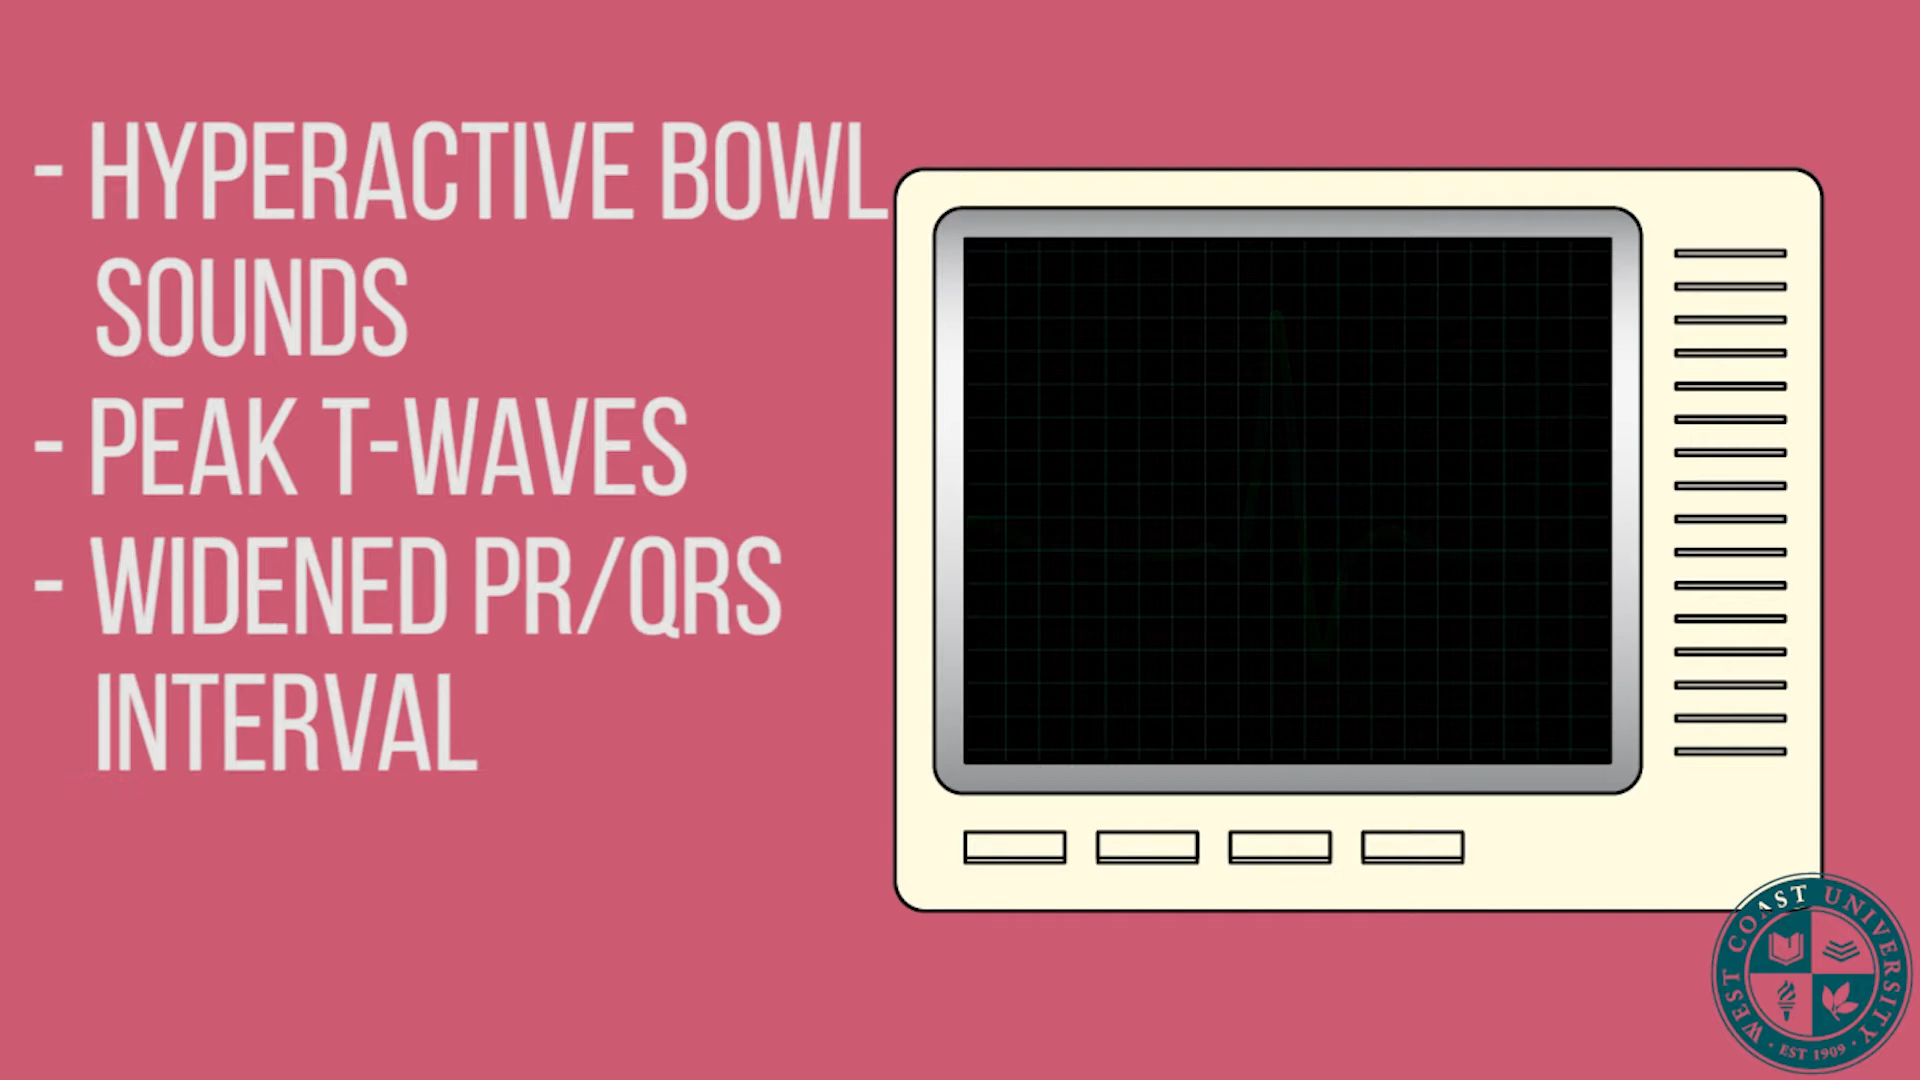 - HYPERACTIVE BOWL
SOUNDS
- PEAK T-WAVES
- WIDENED PR/QRS
INTERVAL
WEST COAST UNIVERSITY
· EST 1909 ·